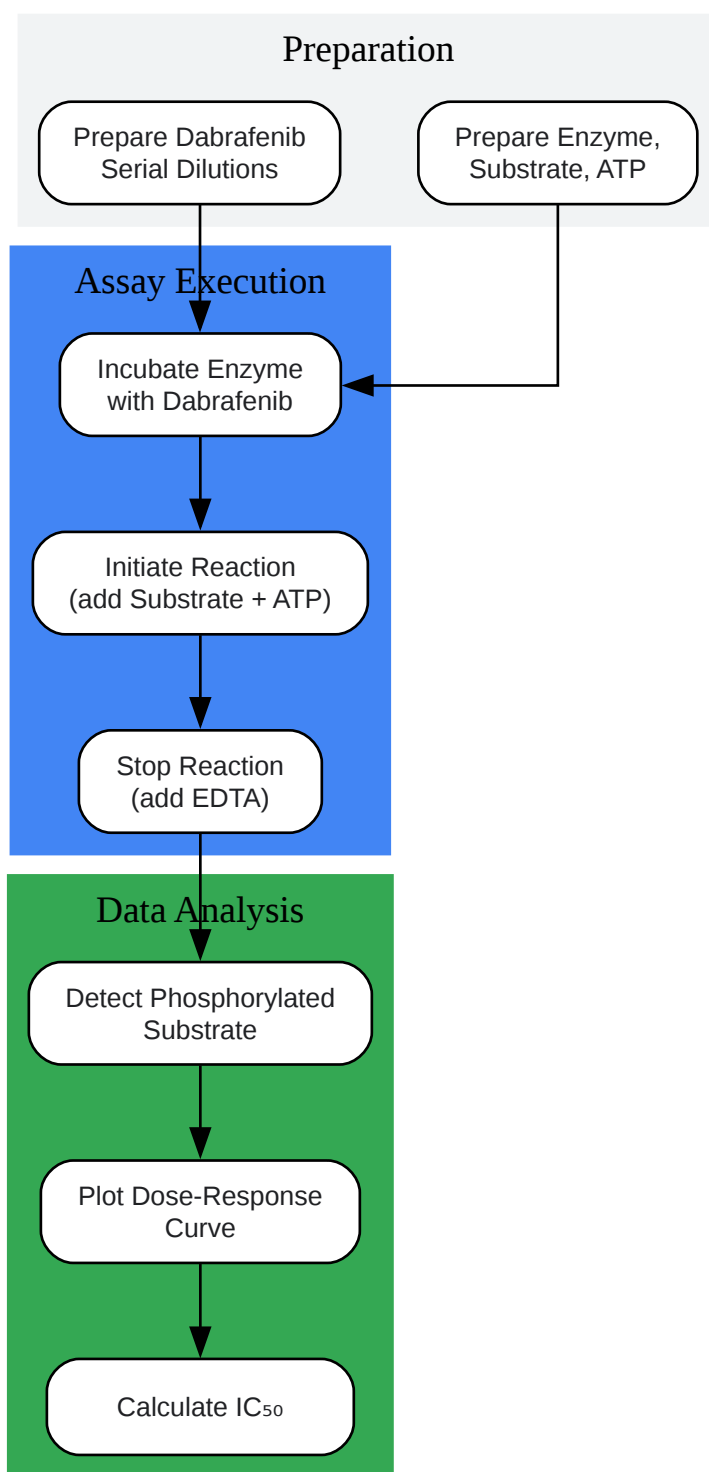 Preparation
Prepare Dabrafenib
Serial Dilutions
Prepare Enzyme,
Substrate, ATP
Assay Execution
Incubate Enzyme
with Dabrafenib
Initiate Reaction
(add Substrate + ATP)
Stop Reaction
(add EDTA)
Data Analysis
Detect Phosphorylated
Substrate
Plot Dose-Response
Curve
Calculate IC₅₀